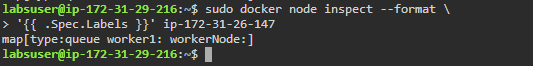 labsuser@ip-172-31-29-216:~$ sudo docker node inspect --format \
> '{{ .Spec.Labels }}' ip-172-31-26-147
map[type:queue worker1: workerNode:]
labsuser@ip-172-31-29-216:~$